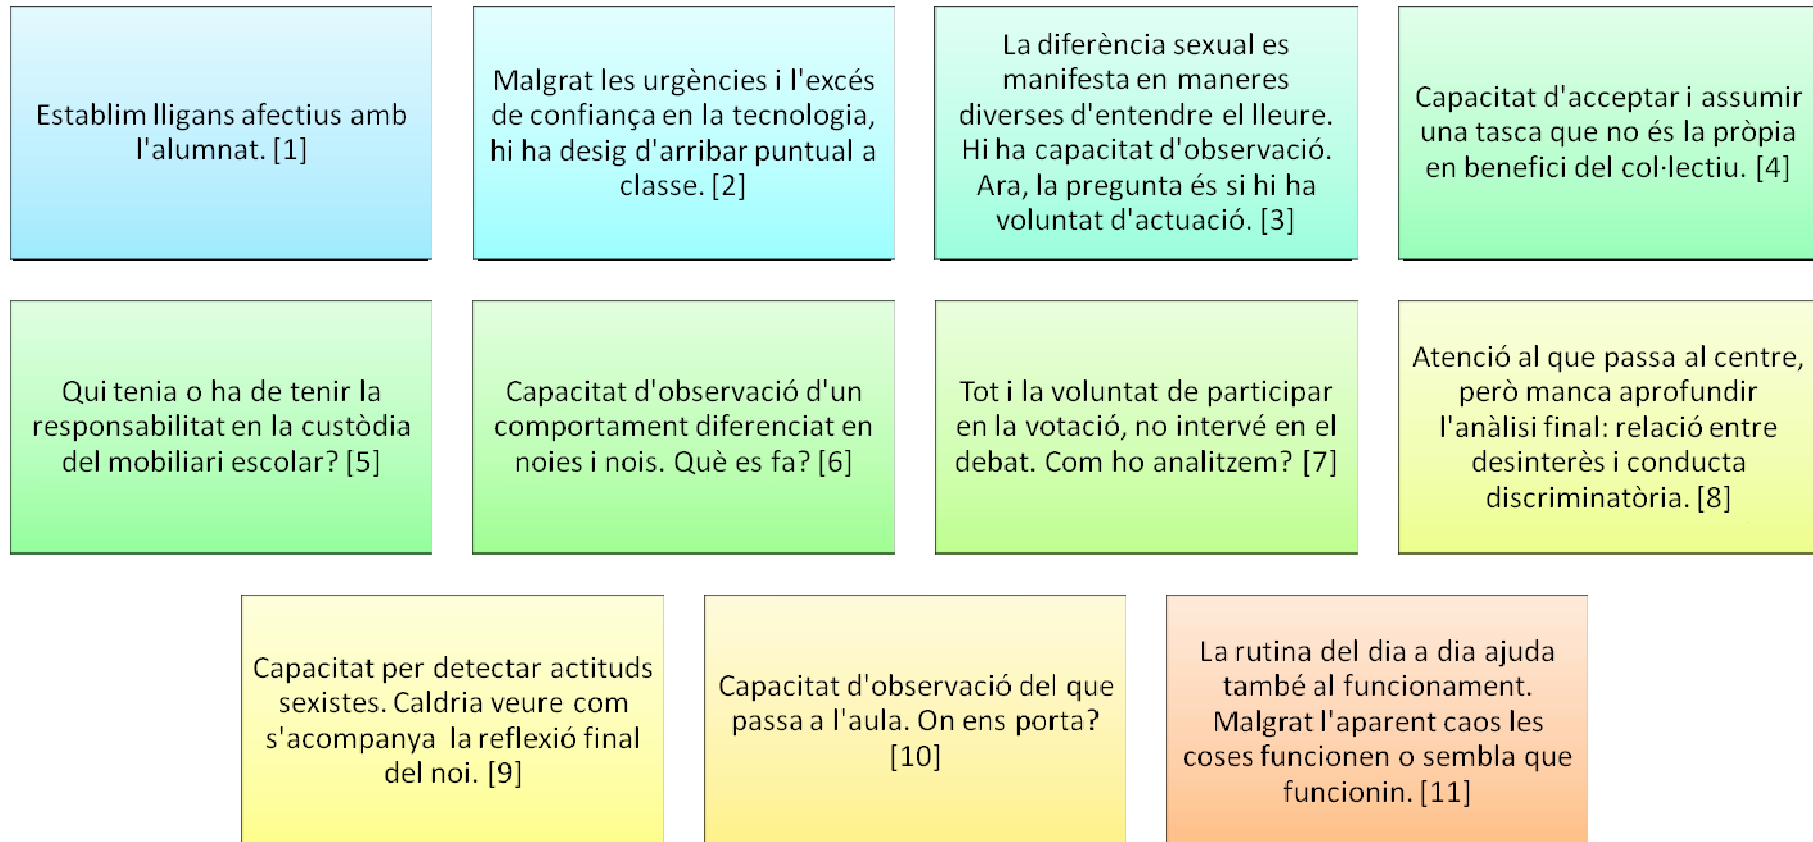 Establim lligans afectius amb
l'alumnat. [1]
Malgrat les urgències i l'excés
de confiança en la tecnologia,
hi ha desig d'arribar puntual a
classe. [2]
La diferència sexual es
manifesta en maneres
diverses d'entendre el lleure.
Hi ha capacitat d'observació.
Ara, la pregunta és si hi ha
voluntat d'actuació. [3]
Capacitat d'acceptar i assumir
una tasca que no és la pròpia
en benefici del col·lectiu. [4]
Qui tenia o ha de tenir la
responsabilitat en la custòdia
del mobiliari escolar? [5]
Capacitat d'observació d'un
comportament diferenciat en
noies i nois. Què es fa? [6]
Tot i la voluntat de participar
en la votació, no intervé en el
debat. Com ho analitzem? [7]
Atenció al que passa al centre,
però manca aprofundir
l'anàlisi final: relació entre
desinterès i conducta
discriminatòria. [8]
Capacitat per detectar actituds
sexistes. Caldria veure com
s'acompanya la reflexió final
del noi. [9]
Capacitat d'observació del que
passa a l'aula. On ens porta?
[10]
La rutina del dia a dia ajuda
també al funcionament.
Malgrat l'aparent caos les
coses funcionen o sembla que
funcionin. [11]